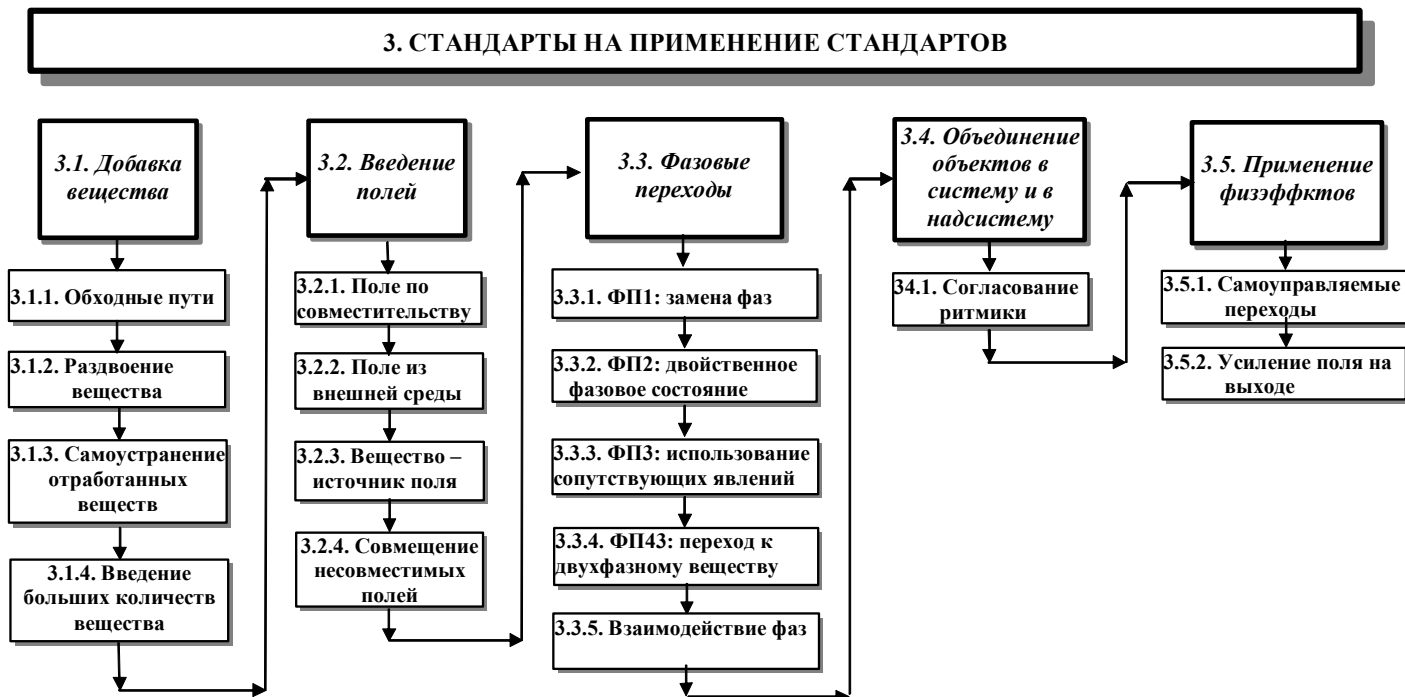 3. СТАНДАРТЫ НА ПРИМЕНЕНИЕ СТАНДАРТОВ
3.1. Добавка
вещества
3.1.1. Обходные пути
3.1.2. Раздвоение
вещества
3.1.3. Самоустранение
отработанных
веществ
3.1.4. Введение
больших количеств
вещества
3.2. Введение
полей
3.2.1. Поле по
совместительству
3.2.2. Поле из
внешней среды
3.2.3. Вещество –
источник поля
3.2.4. Совмещение
несовместимых
полей
3.3. Фазовые
переходы
3.3.1. ФП1: замена фаз
3.3.2. ФП2: двойственное
фазовое состояние
3.3.3. ФП3: использование
сопутствующих явлений
3.3.4. ФП43: переход к
двухфазному веществу
3.3.5. Взаимодействие фаз
3.4. Объединение
объектов в
систему и в
надсистему
34.1. Согласование
ритмики
3.5. Применение
физэффктов
3.5.1. Самоуправляемые
переходы
3.5.2. Усиление поля на
выходе